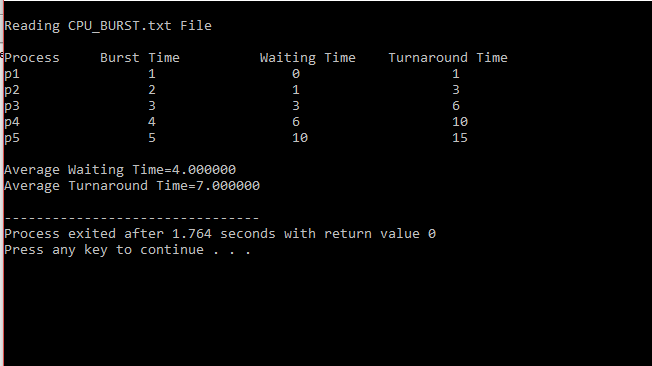 Reading CPU_BURST.txt File
Process Burst Time Waiting Time Turnaround Time
p1 1 0 1
p2 2 1 3
p3 3 3 6
p4 4 6 10
p5 5 10 15
Average Waiting Time=4.000000
Average Turnaround Time=7.000000
--------------------------------
Process exited after 1.764 seconds with return value 0
Press any key to continue . . .